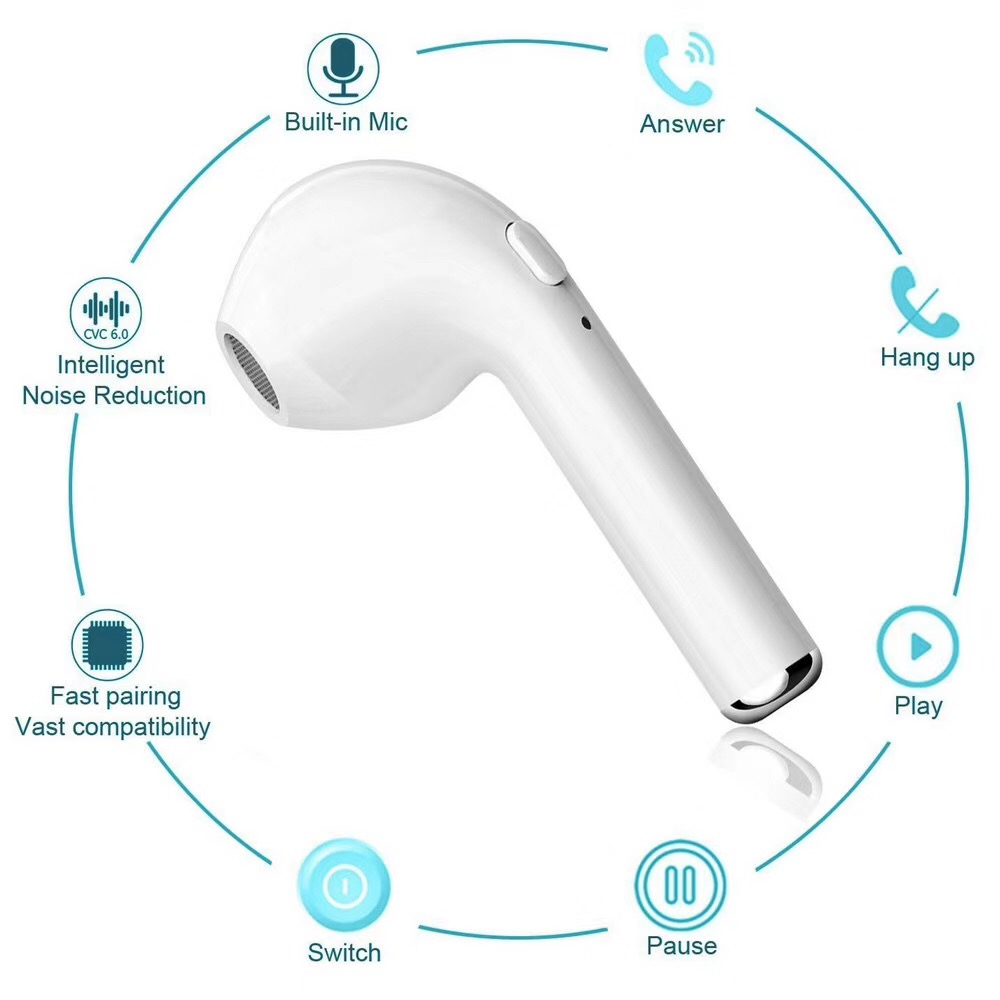 Built-in Mic
Answer
CVC 6.0
Intelligent
Noise Reduction
Hang up
Fast pairing
Vast compatibility
Play
Switch
Pause